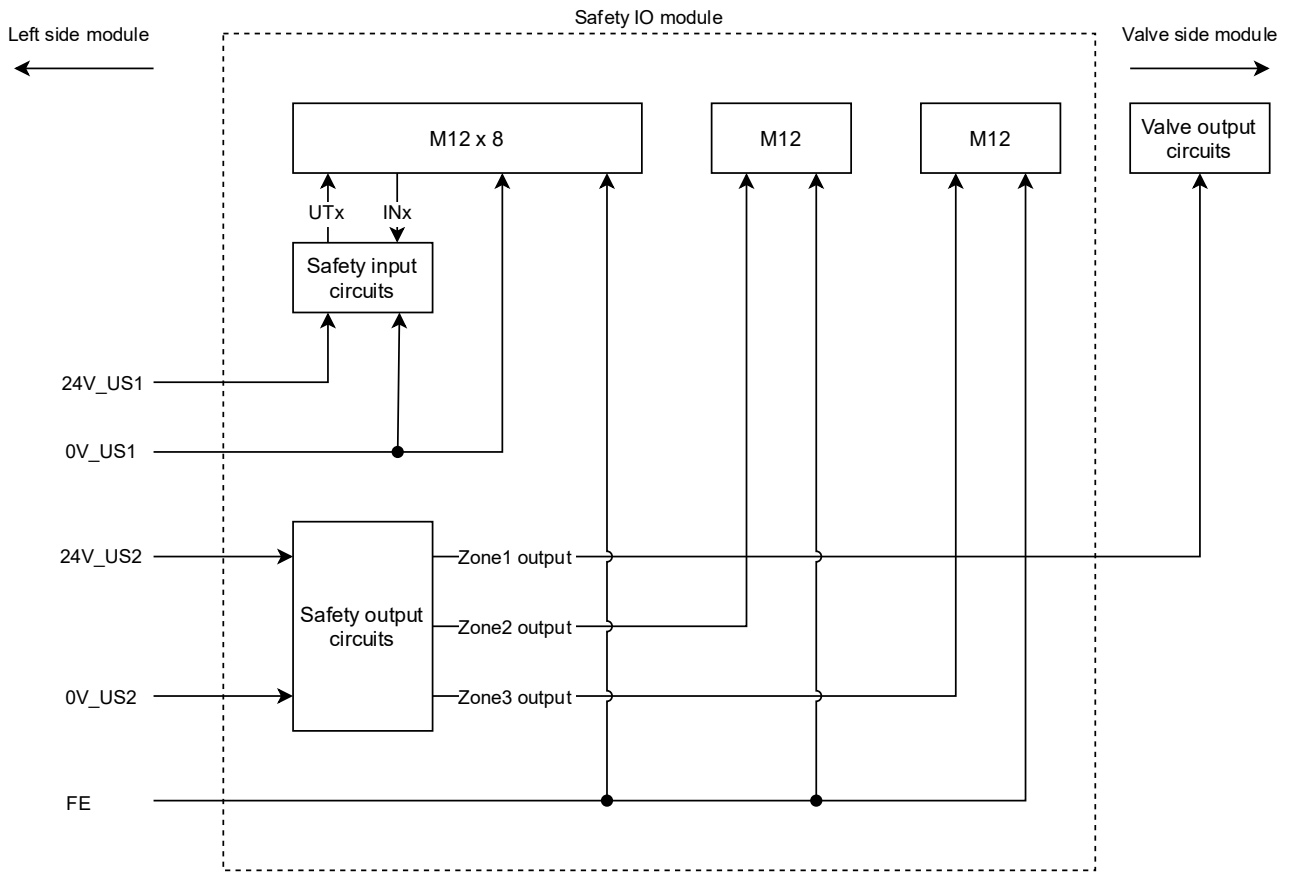 Safety IO module
Left side module
Valve side module
M12 x 8
M12
M12
Valve output
circuits
UTx
INx
Safety input
circuits
24V_US1
0V_US1
24V_US2
Zone1 output
Safety output
circuits
Zone2 output
0V_US2
Zone3 output
FE